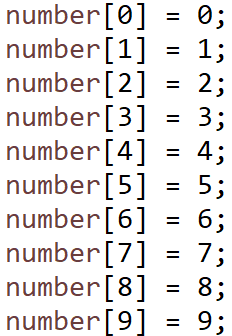 number[0] = 0;
number[1] = 1;
number[2] = 2;
number[3] = 3;
number[4] = 4;
number[5] = 5;
number[6] = 6;
number[7] = 7;
number[8] = 8;
number[9] = 9;